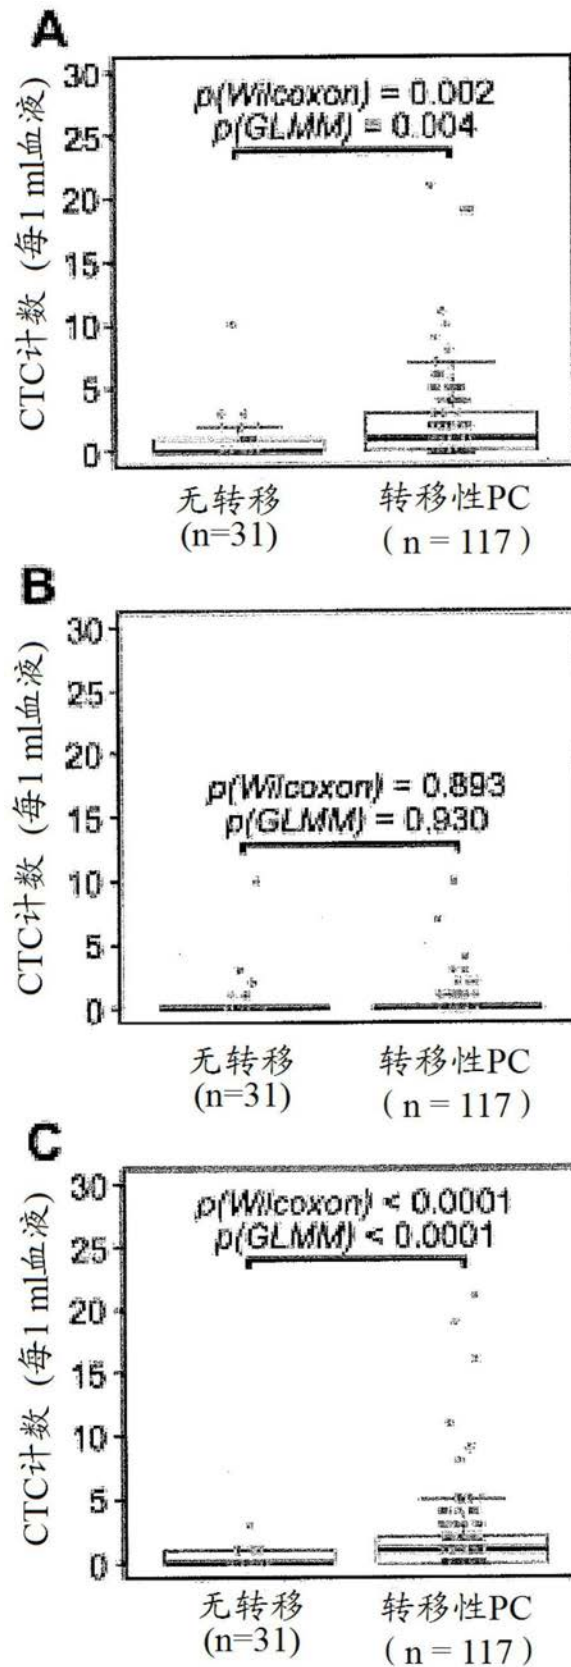 A
p(Wilcoxon) = 0.002
p(GLMM) = 0.004
CTC计数 (每1 ml血液)
30
25
20
15
10
5
0
无转移
转移性PC
(n=31)
( n = 117 )
B
p(Wilcoxon) = 0.893
p(GLMM) = 0.930
CTC计数 (每1 ml血液)
30
25
20
15
10
5
0
无转移
转移性PC
(n=31)
( n = 117 )
C
p(Wilcoxon) < 0.0001
p(GLMM) < 0.0001
CTC计数 (每1 ml血液)
30
25
20
15
10
5
0
无转移
转移性PC
(n=31)
( n = 117 )